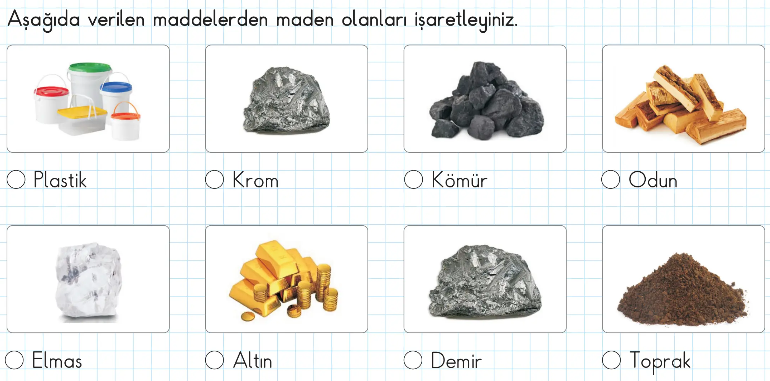 Aşağıda verilen maddelerden maden olanları işaretleyiniz.
Plastik
Krom
Kömür
Odun
Elmas
Altın
Demir
Toprak